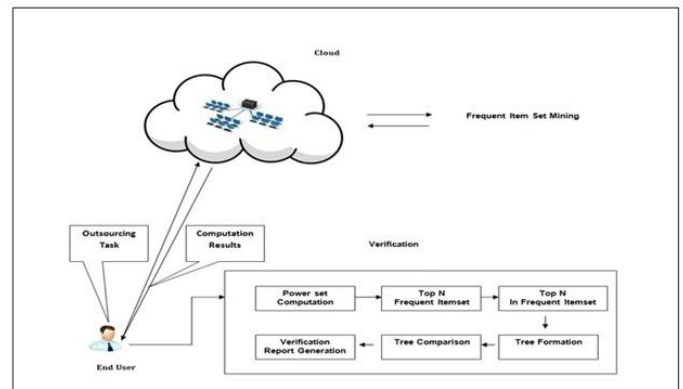 Cloud
Frequent Item Set Mining
Outsourcing
Task
Computation
Results
Verification
Power set
Computation
Top N
Frequent Itemset
Top N
In Frequent Itemset
Verification
Report Generation
Tree Comparison
Tree Formation
End User